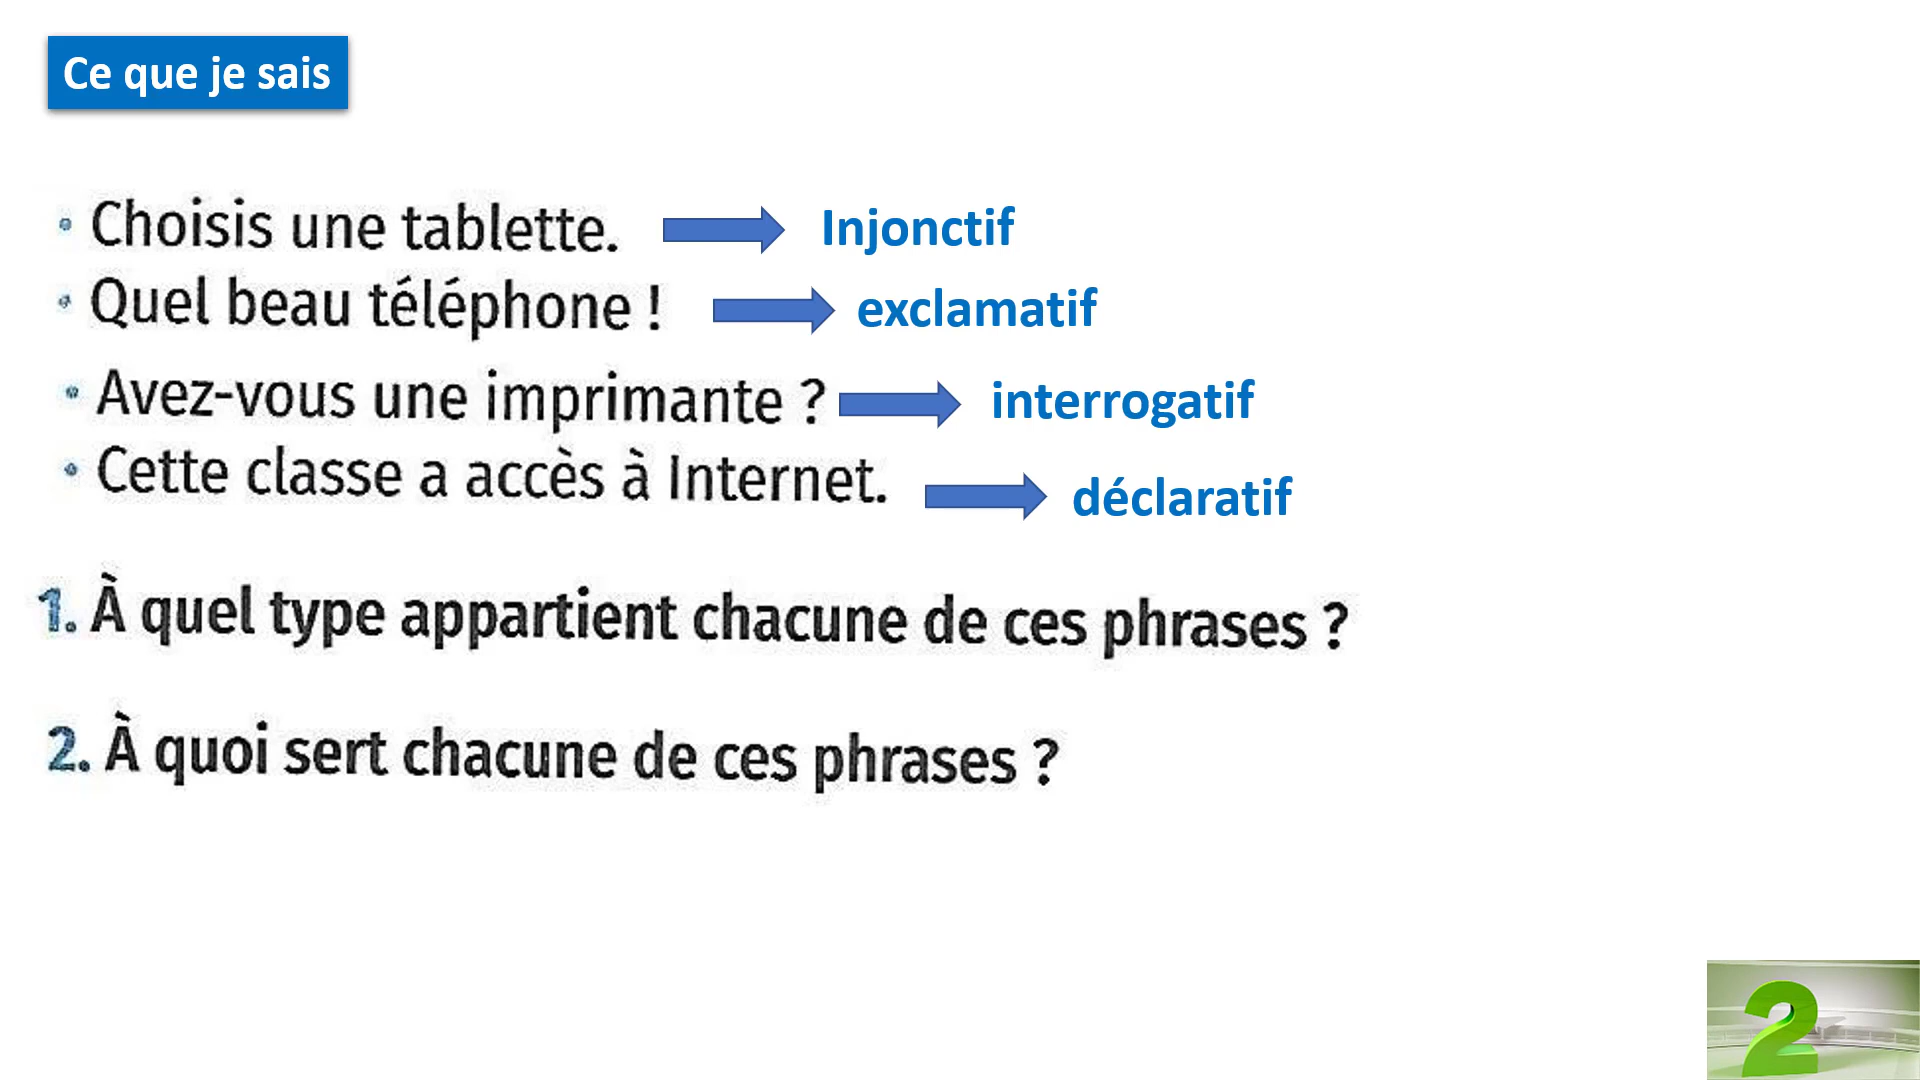 Ce que je sais
• Choisis une tablette. Injonctif
• Quel beau téléphone ! exclamatif
• Avez-vous une imprimante ? interrogatif
• Cette classe a accès à Internet. déclaratif
1. À quel type appartient chacune de ces phrases ?
2. À quoi sert chacune de ces phrases ?
2